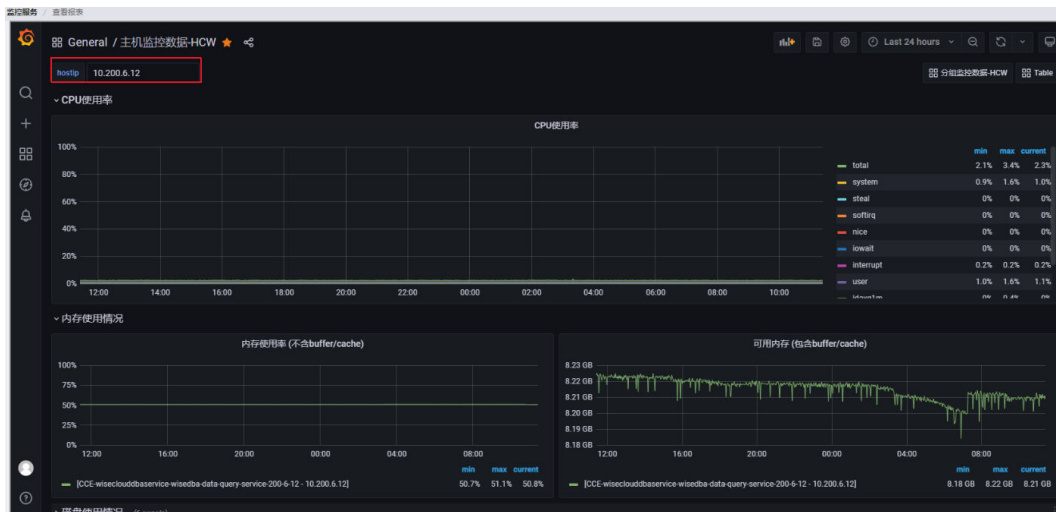 监控服务 / 查看报表
General / 主机监控数据-HCW
Last 24 hours
hostip 10.200.6.12
分组监控数据-HCW Table
CPU使用率
CPU使用率
100%
80%
60%
40%
20%
0%
12:00 14:00 16:00 18:00 20:00 22:00 00:00 02:00 04:00 06:00 08:00 10:00
min max current
total 2.1% 3.4% 2.3%
system 0.9% 1.6% 1.0%
steal 0% 0% 0%
softirq 0% 0% 0%
nice 0% 0% 0%
iowait 0% 0% 0%
interrupt 0.2% 0.2% 0.2%
user 1.0% 1.6% 1.1%
0% 0.4% 0%
内存使用情况
内存使用率 (不含buffer/cache)
100%
75%
50%
25%
0%
12:00 16:00 20:00 00:00 04:00 08:00
min max current
[CCE-wiseclouddbaservice-wisedba-data-query-service-200-6-12 - 10.200.6.12] 50.7% 51.1% 50.8%
可用内存 (包含buffer/cache)
8.23 GB
8.22 GB
8.21 GB
8.20 GB
8.19 GB
8.18 GB
12:00 16:00 20:00 00:00 04:00 08:00
min max current
[CCE-wiseclouddbaservice-wisedba-data-query-service-200-6-12 - 10.200.6.12] 8.18 GB 8.22 GB 8.21 GB
磁盘使用情况